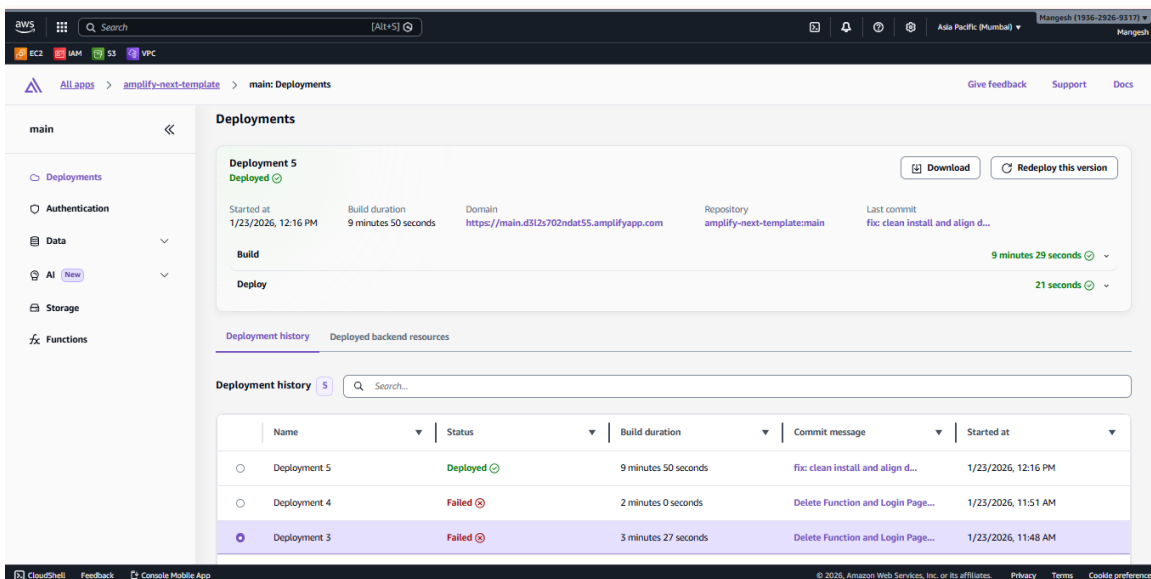 aws Search [Alt+S] Asia Pacific (Mumbai) Mangesh (1936-2926-9317)
Mangesh
EC2 IAM S3 VPC
All apps > amplify-next-template > main: Deployments Give feedback Support Docs
main
Deployments
Authentication
Data
AI New
Storage
Functions
Deployments
Deployment 5 Download Redeploy this version
Deployed
Started at Build duration Domain Repository Last commit
1/23/2026, 12:16 PM 9 minutes 50 seconds https://main.d3l2s702ndat55.amplifyapp.com amplify-next-template:main fix: clean install and align d...
Build 9 minutes 29 seconds
Deploy 21 seconds
Deployment history Deployed backend resources
Deployment history 5 Search...
Name Status Build duration Commit message Started at
Deployment 5 Deployed 9 minutes 50 seconds fix: clean install and align d... 1/23/2026, 12:16 PM
Deployment 4 Failed 2 minutes 0 seconds Delete Function and Login Page... 1/23/2026, 11:51 AM
Deployment 3 Failed 3 minutes 27 seconds Delete Function and Login Page... 1/23/2026, 11:48 AM
CloudShell Feedback Console Mobile App © 2026, Amazon Web Services, Inc. or its affiliates. Privacy Terms Cookie preference